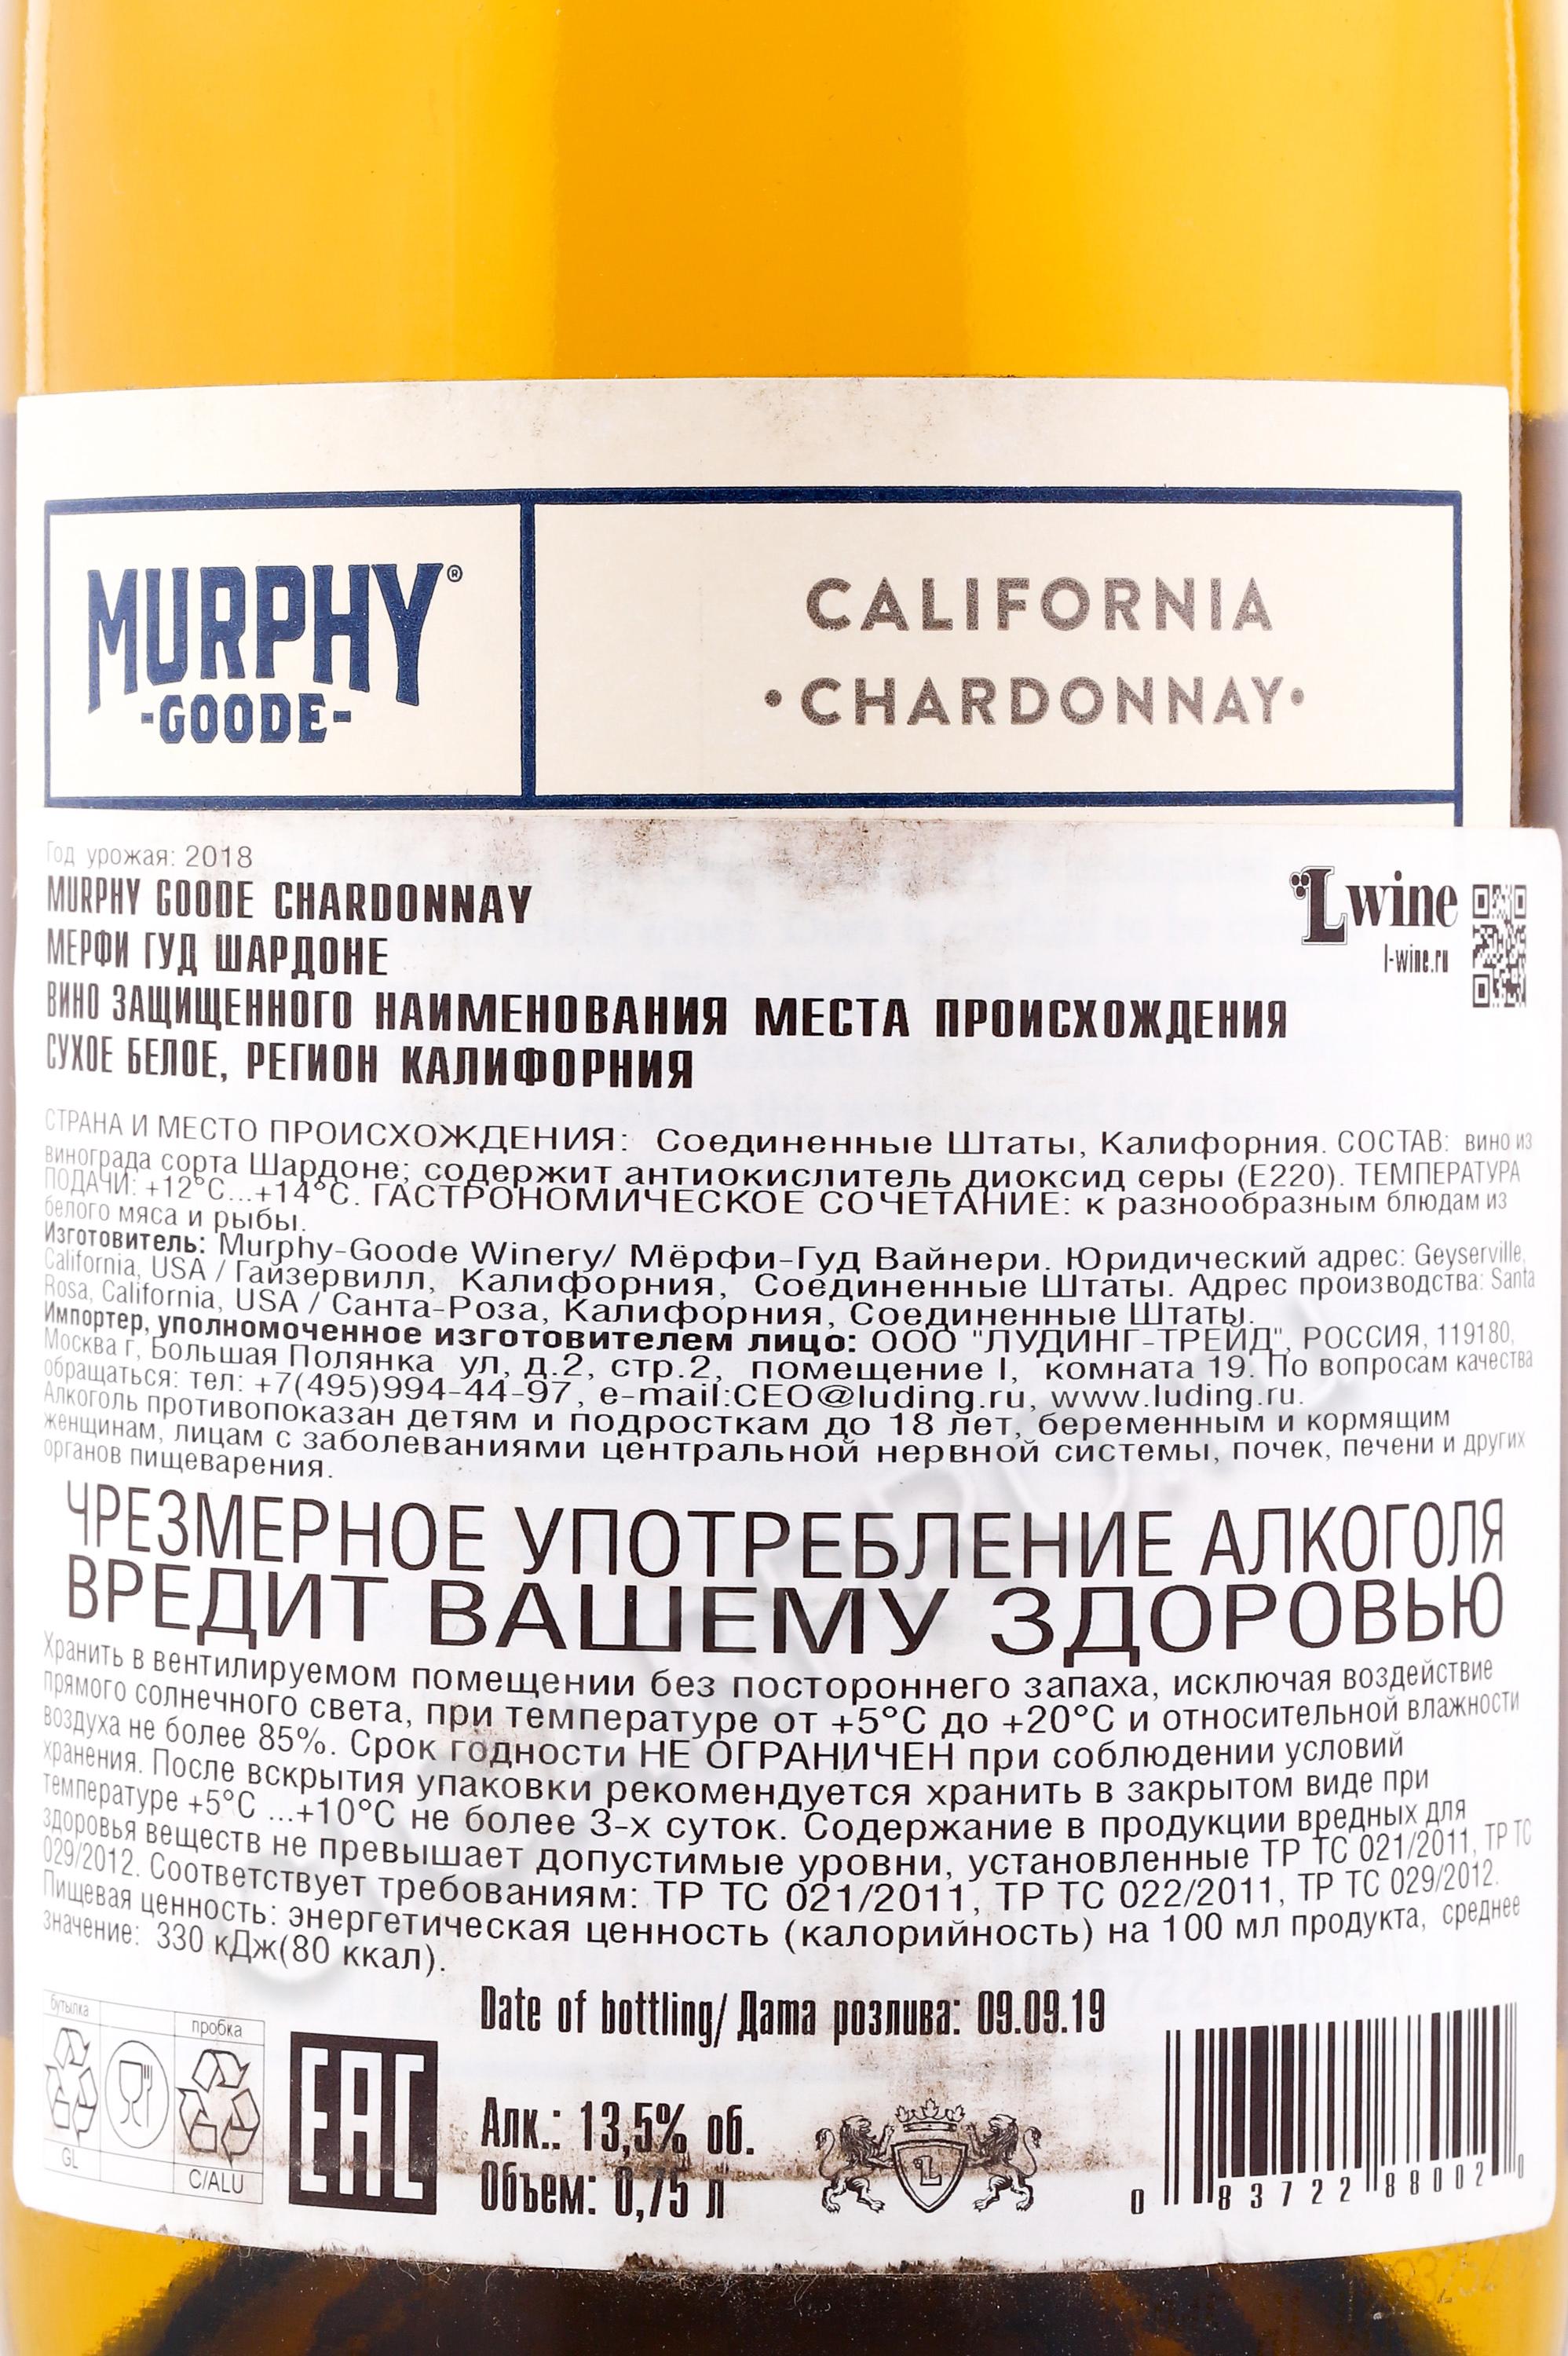 MURPHY®
-GOODE-
CALIFORNIA
•CHARDONNAY•
Год урожая: 2018
MURPHY GOODE CHARDONNAY
МЕРФИ ГУД ШАРДОНЕ
ВИНО ЗАЩИЩЕННОГО НАИМЕНОВАНИЯ МЕСТА ПРОИСХОЖДЕНИЯ
СУХОЕ БЕЛОЕ, РЕГИОН КАЛИФОРНИЯ
Lwine
l-wine.ru
СТРАНА И МЕСТО ПРОИСХОЖДЕНИЯ: Соединенные Штаты, Калифорния. СОСТАВ: вино из
винограда сорта Шардоне; содержит антиокислитель диоксид серы (Е220). ТЕМПЕРАТУРА
ПОДАЧИ: +12°С...+14°С. ГАСТРОНОМИЧЕСКОЕ СОЧЕТАНИЕ: к разнообразным блюдам из
белого мяса и рыбы.
Изготовитель: Murphy-Goode Winery/ Мёрфи-Гуд Вайнери. Юридический адрес: Geyserville,
California, USA / Гайзервилл, Калифорния, Соединенные Штаты. Адрес производства: Santa
Rosa, California, USA / Санта-Роза, Калифорния, Соединенные Штаты.
Импортер, уполномоченное изготовителем лицо: ООО "ЛУДИНГ-ТРЕЙД", РОССИЯ, 119180,
Москва г, Большая Полянка ул, д.2, стр.2, помещение I, комната 19. По вопросам качества
обращаться: тел: +7(495)994-44-97, e-mail:CEO@luding.ru, www.luding.ru.
Алкоголь противопоказан детям и подросткам до 18 лет, беременным и кормящим
женщинам, лицам с заболеваниями центральной нервной системы, почек, печени и других
органов пищеварения.
ЧРЕЗМЕРНОЕ УПОТРЕБЛЕНИЕ АЛКОГОЛЯ
ВРЕДИТ ВАШЕМУ ЗДОРОВЬЮ
Хранить в вентилируемом помещении без постороннего запаха, исключая воздействие
прямого солнечного света, при температуре от +5°С до +20°С и относительной влажности
воздуха не более 85%. Срок годности НЕ ОГРАНИЧЕН при соблюдении условий
хранения. После вскрытия упаковки рекомендуется хранить в закрытом виде при
температуре +5°С ...+10°С не более 3-х суток. Содержание в продукции вредных для
здоровья веществ не превышает допустимые уровни, установленные ТР ТС 021/2011, ТР ТС
029/2012. Соответствует требованиям: ТР ТС 021/2011, ТР ТС 022/2011, ТР ТС 029/2012.
Пищевая ценность: энергетическая ценность (калорийность) на 100 мл продукта, среднее
значение: 330 кДж(80 ккал).
Date of bottling/ Дата розлива: 09.09.19
бутылка
пробка
GL
C/ALU
EAC
Алк.: 13,5% об.
Объем: 0,75 л
L
0 83722 88002 0